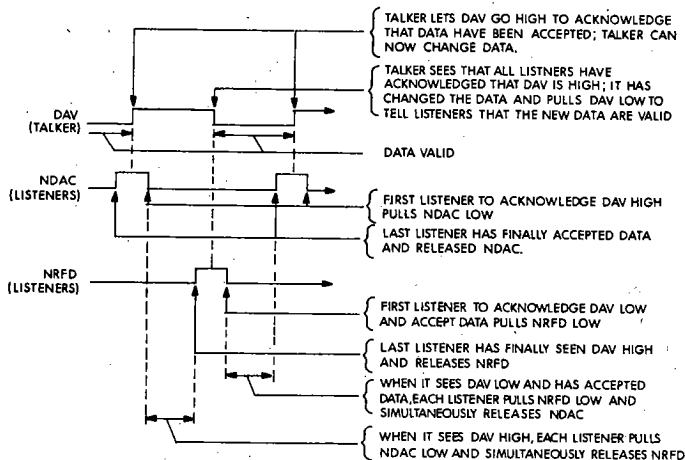 TALKER LETS DAV GO HIGH TO ACKNOWLEDGE
THAT DATA HAVE BEEN ACCEPTED; TALKER CAN
NOW CHANGE DATA.
TALKER SEES THAT ALL LISTNERS HAVE
ACKNOWLEDGED THAT DAV IS HIGH; IT HAS
CHANGED THE DATA AND PULLS DAV LOW TO
TELL LISTENERS THAT THE NEW DATA ARE VALID
DAV
(TALKER)
DATA VALID
NDAC
(LISTENERS)
FIRST LISTENER TO ACKNOWLEDGE DAV HIGH
PULLS NDAC LOW
LAST LISTENER HAS FINALLY ACCEPTED DATA
AND RELEASED NDAC.
NRFD
(LISTENERS)
FIRST LISTENER TO ACKNOWLEDGE DAV LOW
AND ACCEPT DATA PULLS NRFD LOW
LAST LISTENER HAS FINALLY SEEN DAV HIGH
AND RELEASES NRFD
WHEN IT SEES DAV LOW AND HAS ACCEPTED
DATA, EACH LISTENER PULLS NRFD LOW AND
SIMULTANEOUSLY RELEASES NDAC
WHEN IT SEES DAV HIGH, EACH LISTENER PULLS
NDAC LOW AND SIMULTANEOUSLY RELEASES NRFD